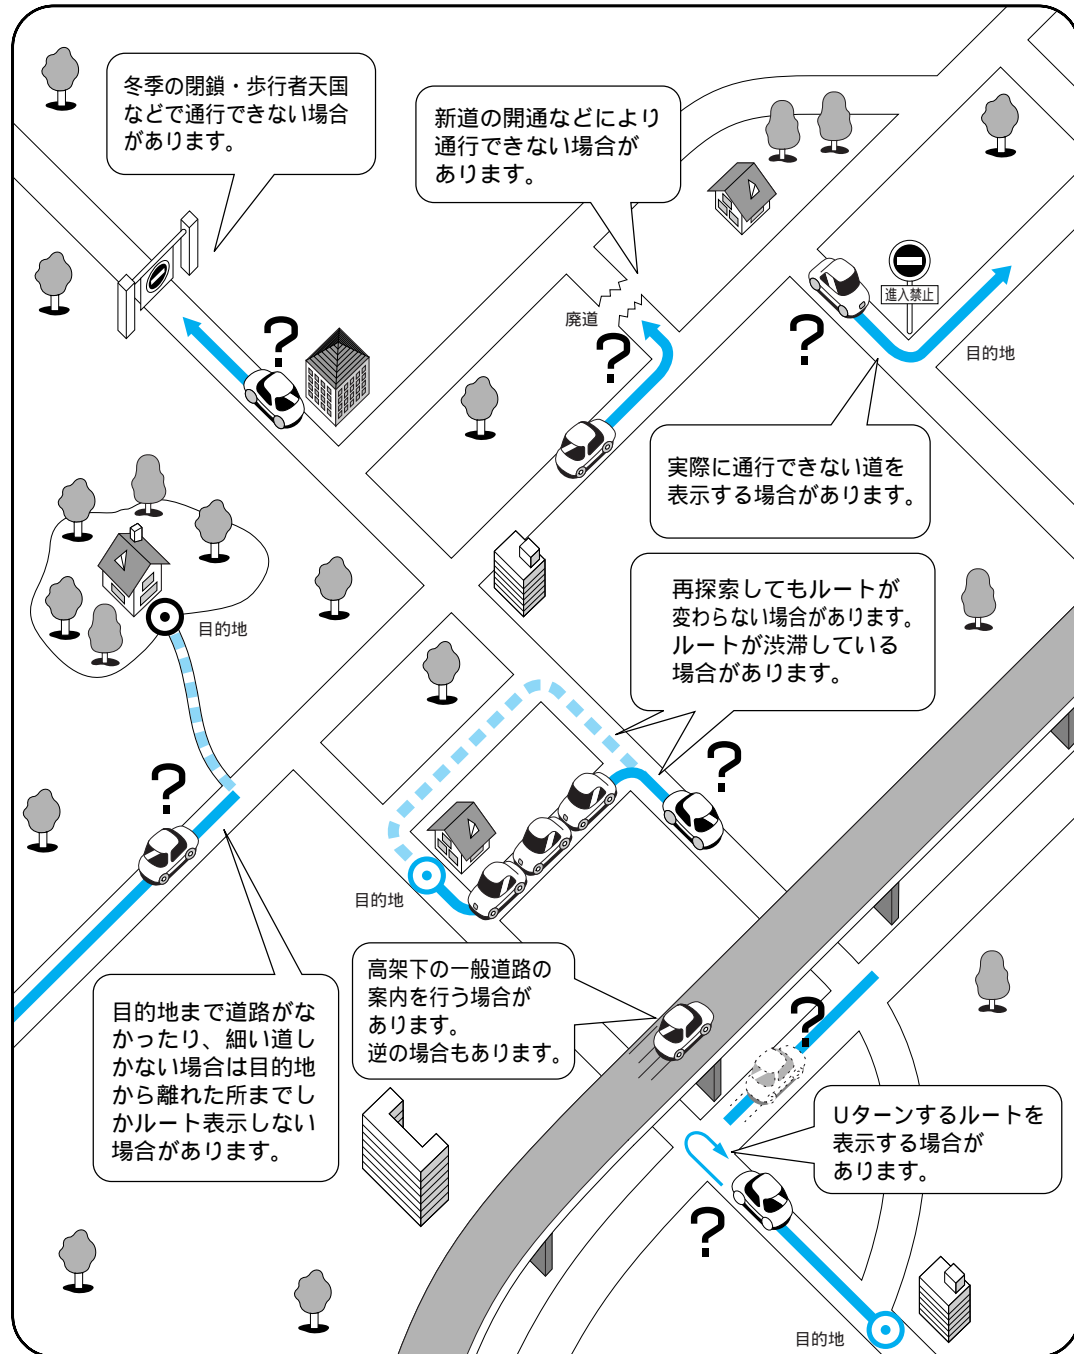 冬季の閉鎖・歩行者天国
などで通行できない場合
があります。
新道の開通などにより
通行できない場合が
あります。
廃道
進入禁止
目的地
実際に通行できない道を
表示する場合があります。
再探索してもルートが
変わらない場合があります。
ルートが渋滞している
場合があります。
目的地
目的地
高架下の一般道路の
案内を行う場合が
あります。
逆の場合もあります。
目的地まで道路がな
かったり、細い道し
かない場合は目的地
から離れた所までし
かルート表示しない
場合があります。
Uターンするルートを
表示する場合が
あります。
目的地
?
?
?
?
?
?
?